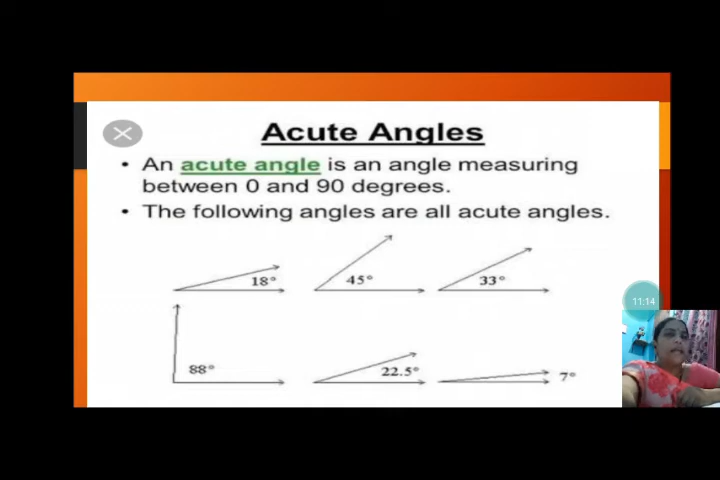 Acute Angles
• An acute angle is an angle measuring
between 0 and 90 degrees.
• The following angles are all acute angles.
18°
45°
33°
11:14
88°
22.5°
7°